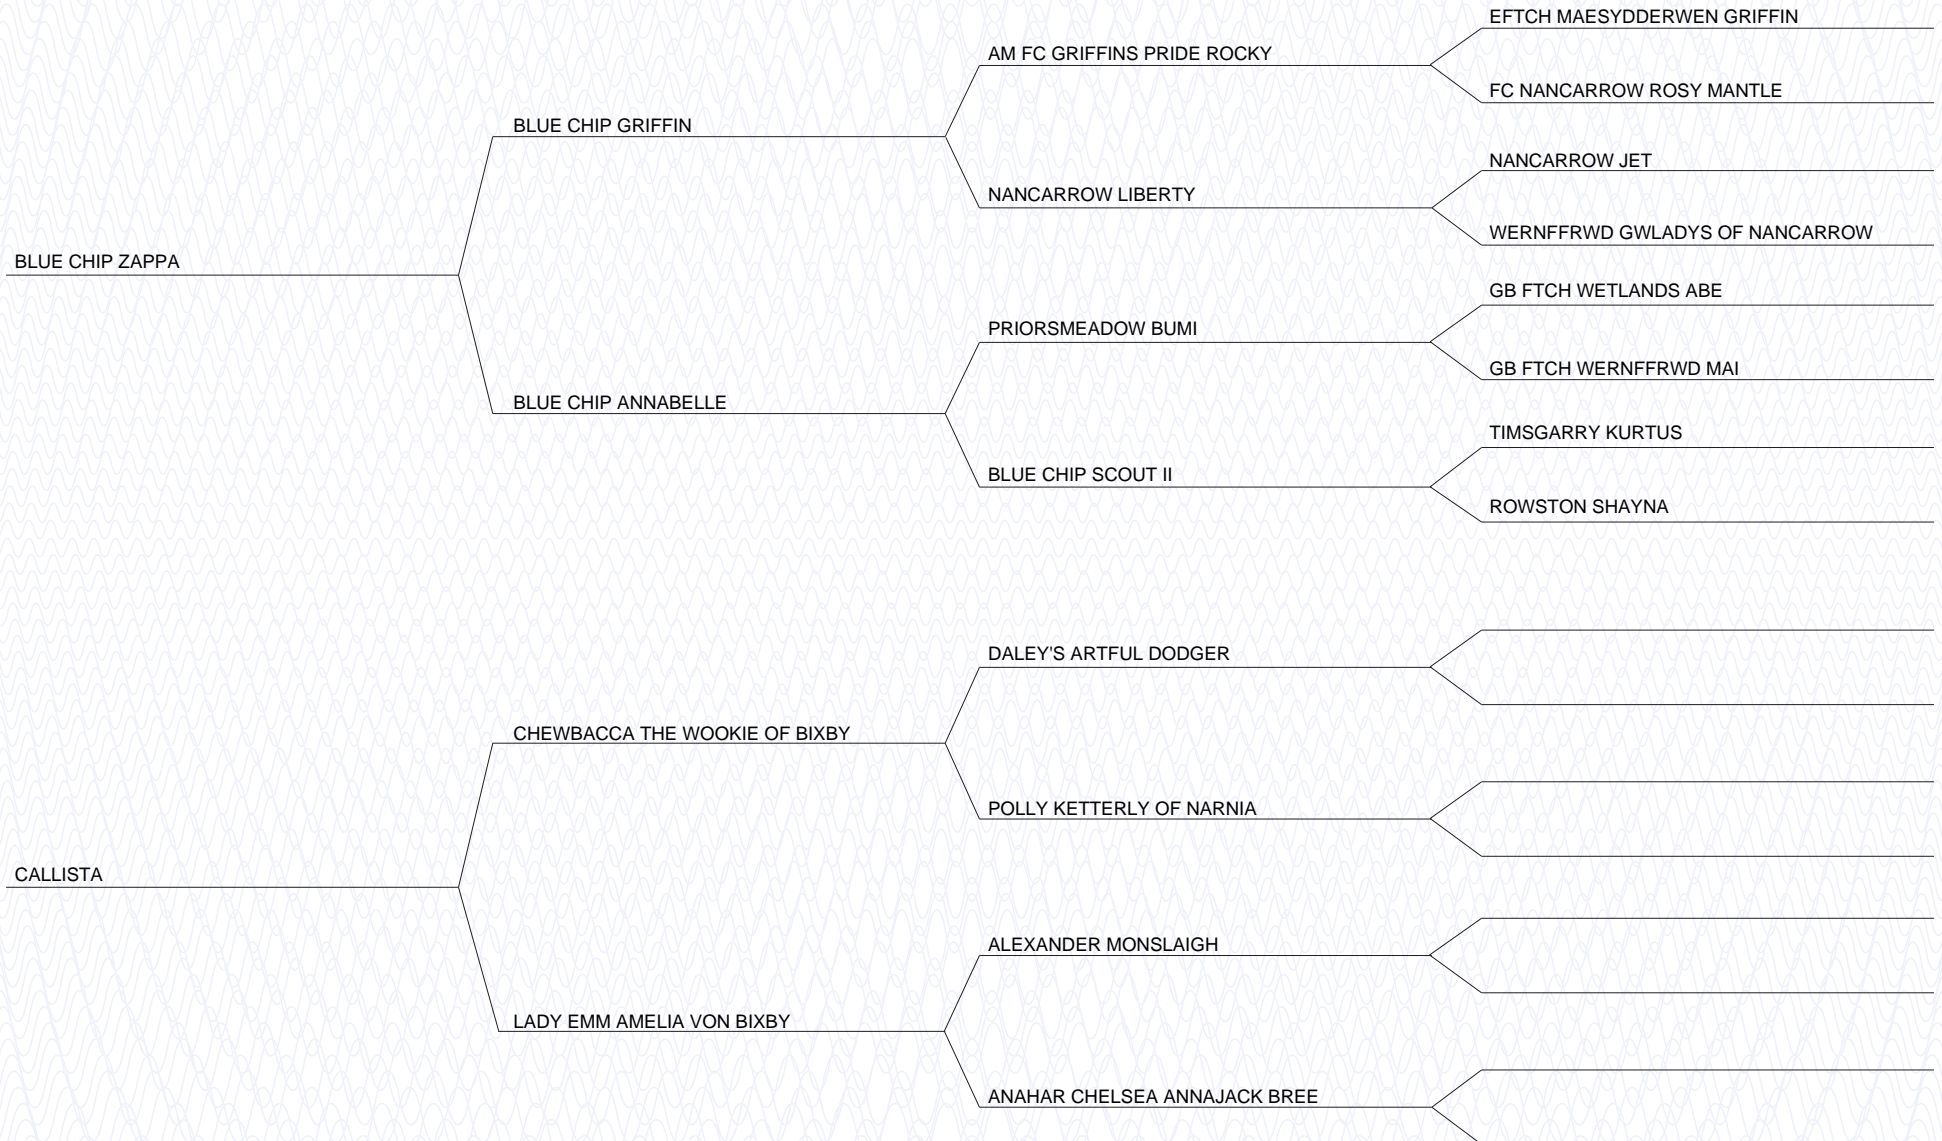 EFTCH MAESYDDERWEN GRIFFIN
AM FC GRIFFINS PRIDE ROCKY
FC NANCARROW ROSY MANTLE
BLUE CHIP GRIFFIN
NANCARROW JET
NANCARROW LIBERTY
WERNFFRWD GWLADYS OF NANCARROW
BLUE CHIP ZAPPA
GB FTCH WETLANDS ABE
PRIORSMEADOW BUMI
GB FTCH WERNFFRWD MAI
BLUE CHIP ANNABELLE
TIMSGARRY KURTUS
BLUE CHIP SCOUT II
ROWSTON SHAYNA
DALEY'S ARTFUL DODGER
CHEWBACCA THE WOOKIE OF BIXBY
POLLY KETTERLY OF NARNIA
CALLISTA
ALEXANDER MONSLAIGH
LADY EMM AMELIA VON BIXBY
ANAHAR CHELSEA ANNAJACK BREE